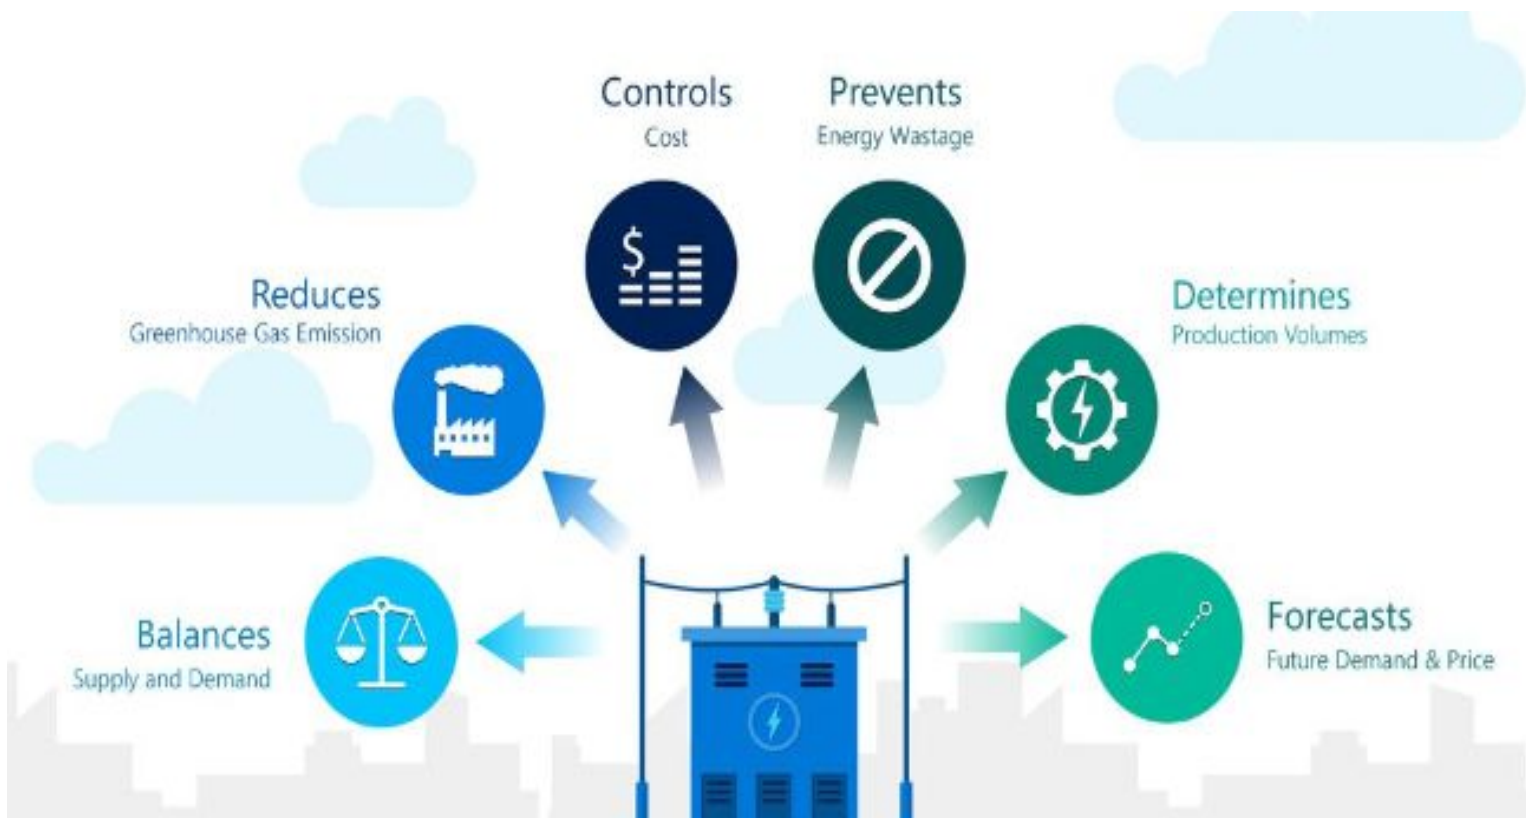 Controls
Cost
Prevents
Energy Wastage
Reduces
Greenhouse Gas Emission
Determines
Production Volumes
$
Balances
Supply and Demand
Forecasts
Future Demand & Price